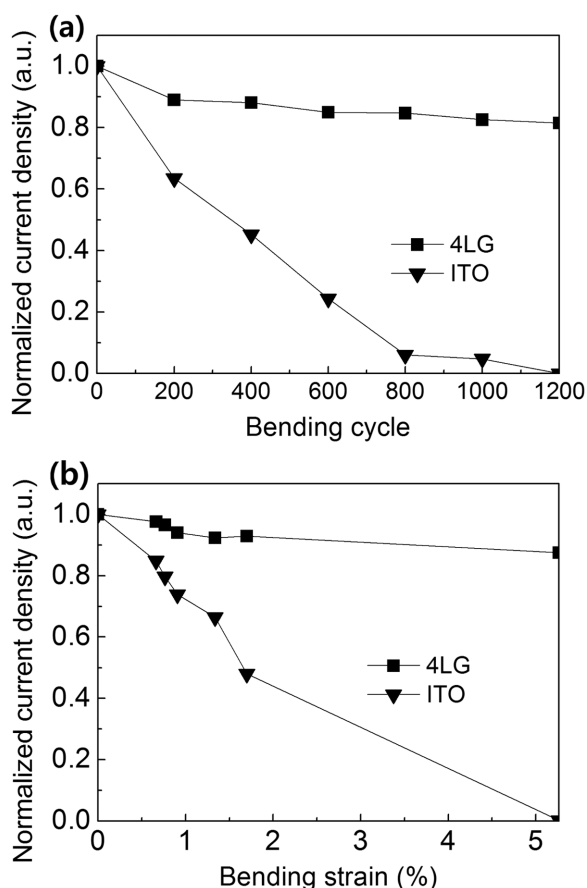 (a)
Normalized current density (a.u.)
1.0
0.8
0.6
0.4
0.2
0.0
4LG
ITO
0 200 400 600 800 1000 1200
Bending cycle
(b)
Normalized current density (a.u.)
1.0
0.8
0.6
0.4
0.2
0.0
4LG
ITO
0 1 2 3 4 5
Bending strain (%)